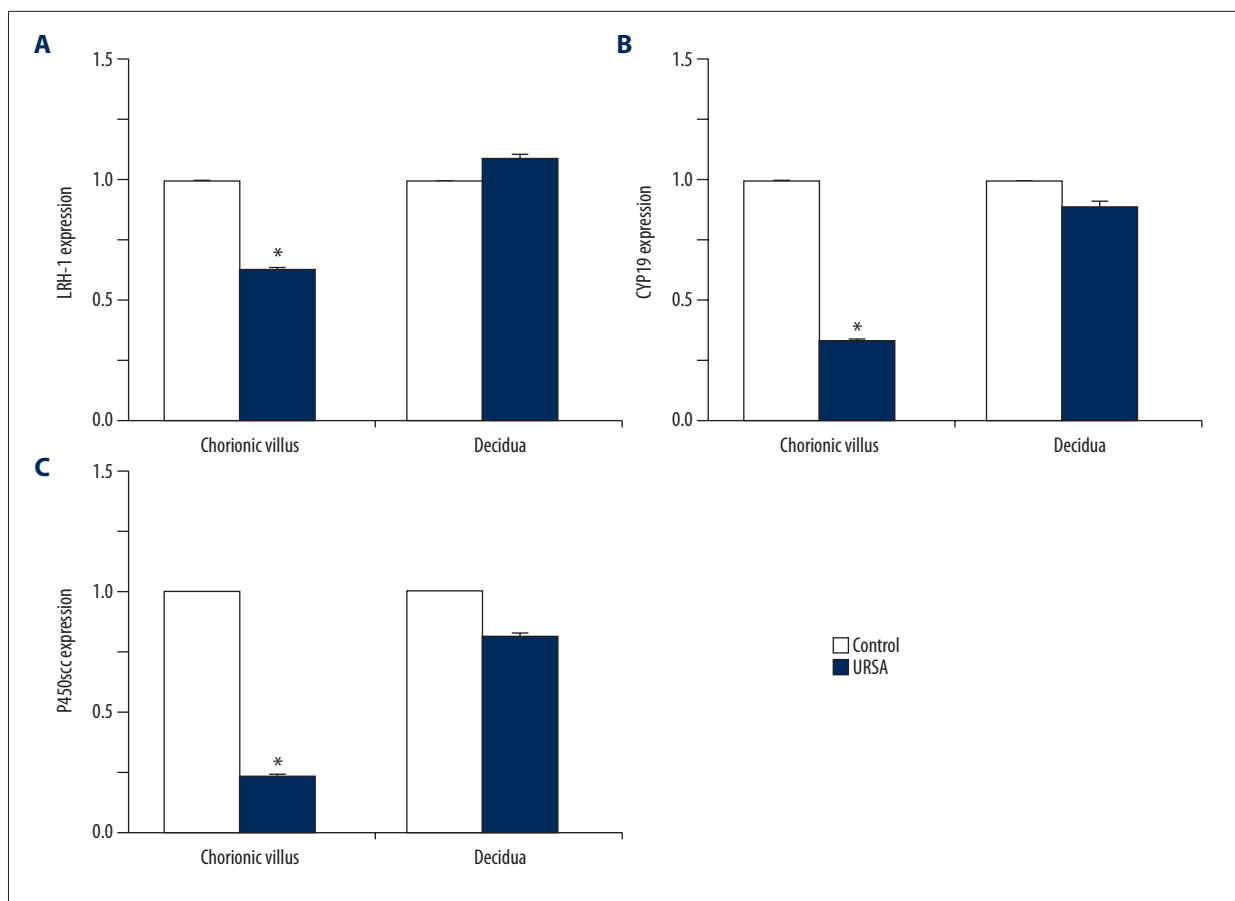 A
1.5
1.0
0.5
0.0
LRH-1 expression
*
Chorionic villus
Decidua
B
1.5
1.0
0.5
0.0
CYP19 expression
*
Chorionic villus
Decidua
C
1.5
1.0
0.5
0.0
P450scc expression
*
Chorionic villus
Decidua
Control
URSA